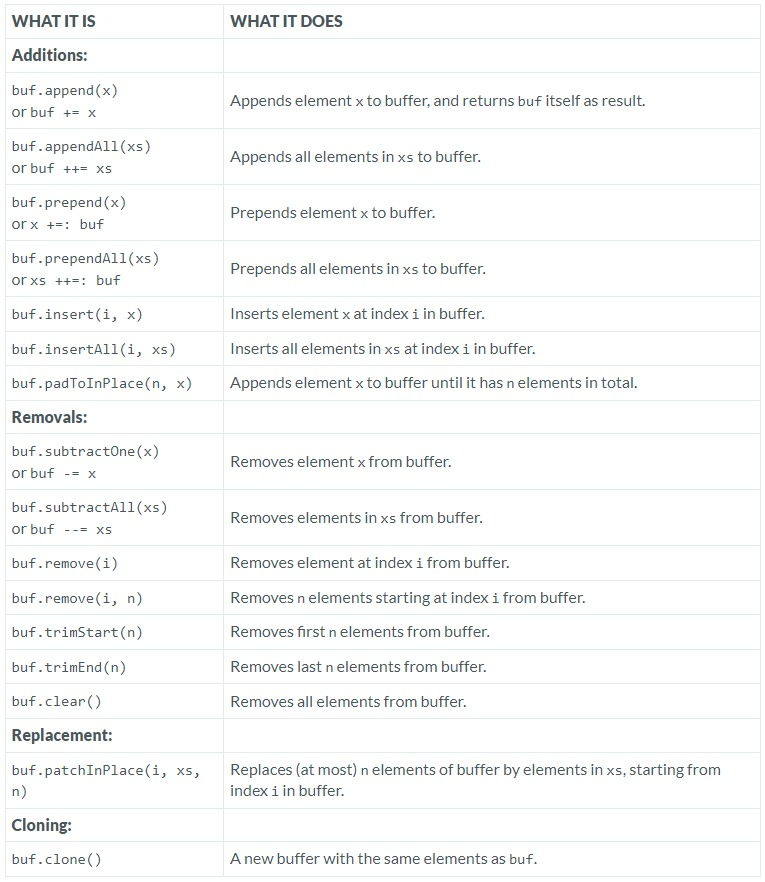 WHAT IT IS WHAT IT DOES
Additions:
buf.append(x)
or buf += x
Appends element x to buffer, and returns buf itself as result.
buf.appendAll(xs)
or buf ++= xs
Appends all elements in xs to buffer.
buf.prepend(x)
or x +=: buf
Prepends element x to buffer.
buf.prependAll(xs)
or xs ++=: buf
Prepends all elements in xs to buffer.
buf.insert(i, x) Inserts element x at index i in buffer.
buf.insertAll(i, xs) Inserts all elements in xs at index i in buffer.
buf.padToInPlace(n, x) Appends element x to buffer until it has n elements in total.
Removals:
buf.subtractOne(x)
or buf -= x
Removes element x from buffer.
buf.subtractAll(xs)
or buf --= xs
Removes elements in xs from buffer.
buf.remove(i) Removes element at index i from buffer.
buf.remove(i, n) Removes n elements starting at index i from buffer.
buf.trimStart(n) Removes first n elements from buffer.
buf.trimEnd(n) Removes last n elements from buffer.
buf.clear() Removes all elements from buffer.
Replacement:
buf.patchInPlace(i, xs,
n)
Replaces (at most) n elements of buffer by elements in xs, starting from
index i in buffer.
Cloning:
buf.clone() A new buffer with the same elements as buf.